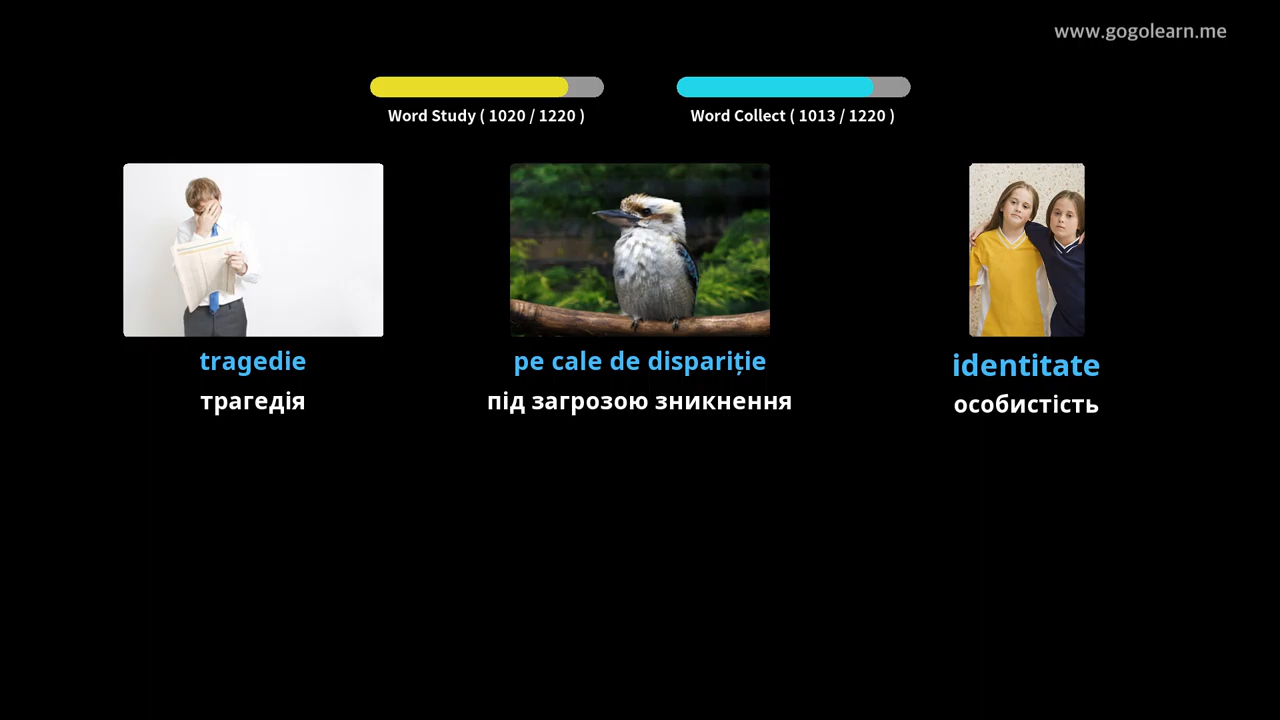 www.gogolearn.me
Word Study ( 1020 / 1220 )
Word Collect ( 1013 / 1220 )
tragedie
трагедія
pe cale de dispariție
під загрозою зникнення
identitate
особистість